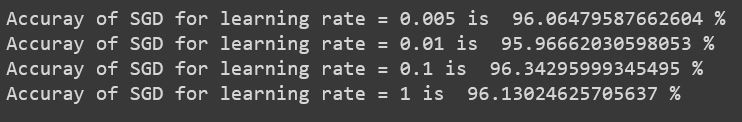 Accuray of SGD for learning rate = 0.005 is  96.06479587662604 %
Accuray of SGD for learning rate = 0.01 is  95.96662030598053 %
Accuray of SGD for learning rate = 0.1 is  96.34295999345495 %
Accuray of SGD for learning rate = 1 is  96.13024625705637 %